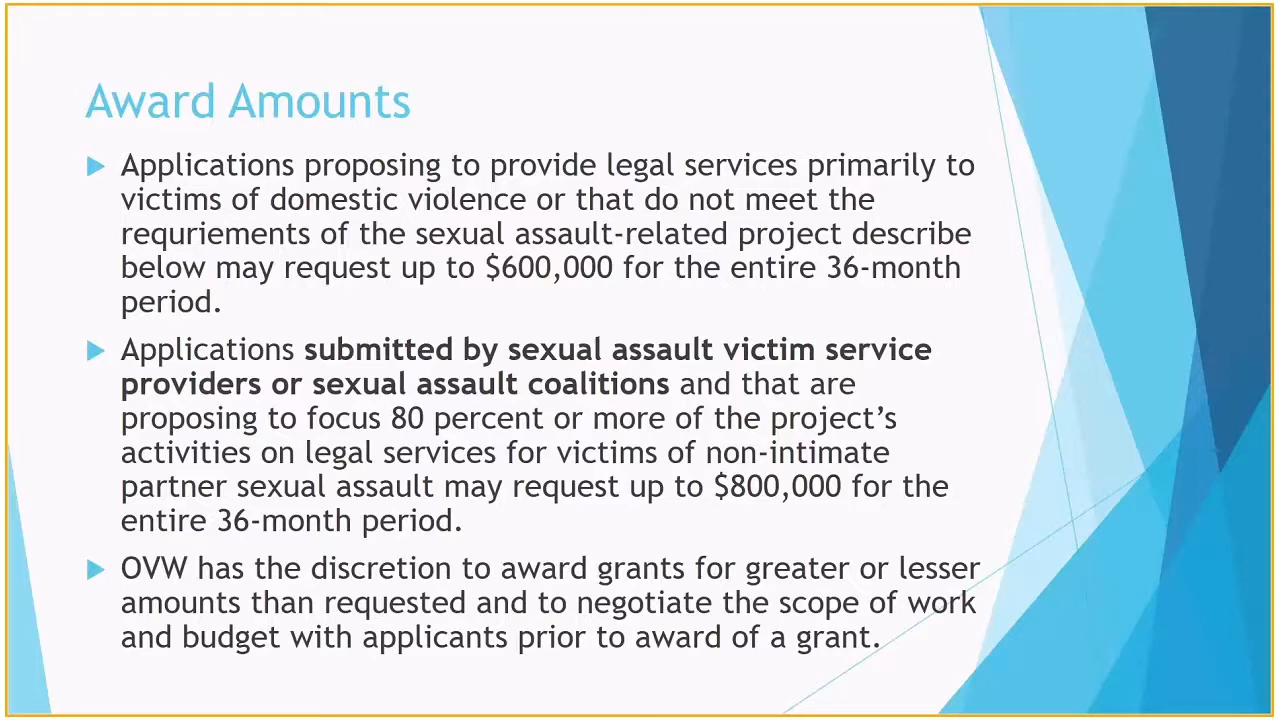 Award Amounts
Applications proposing to provide legal services primarily to
victims of domestic violence or that do not meet the
requriements of the sexual assault-related project describe
below may request up to $600,000 for the entire 36-month
period.
Applications submitted by sexual assault victim service
providers or sexual assault coalitions and that are
proposing to focus 80 percent or more of the project’s
activities on legal services for victims of non-intimate
partner sexual assault may request up to $800,000 for the
entire 36-month period.
OVW has the discretion to award grants for greater or lesser
amounts than requested and to negotiate the scope of work
and budget with applicants prior to award of a grant.